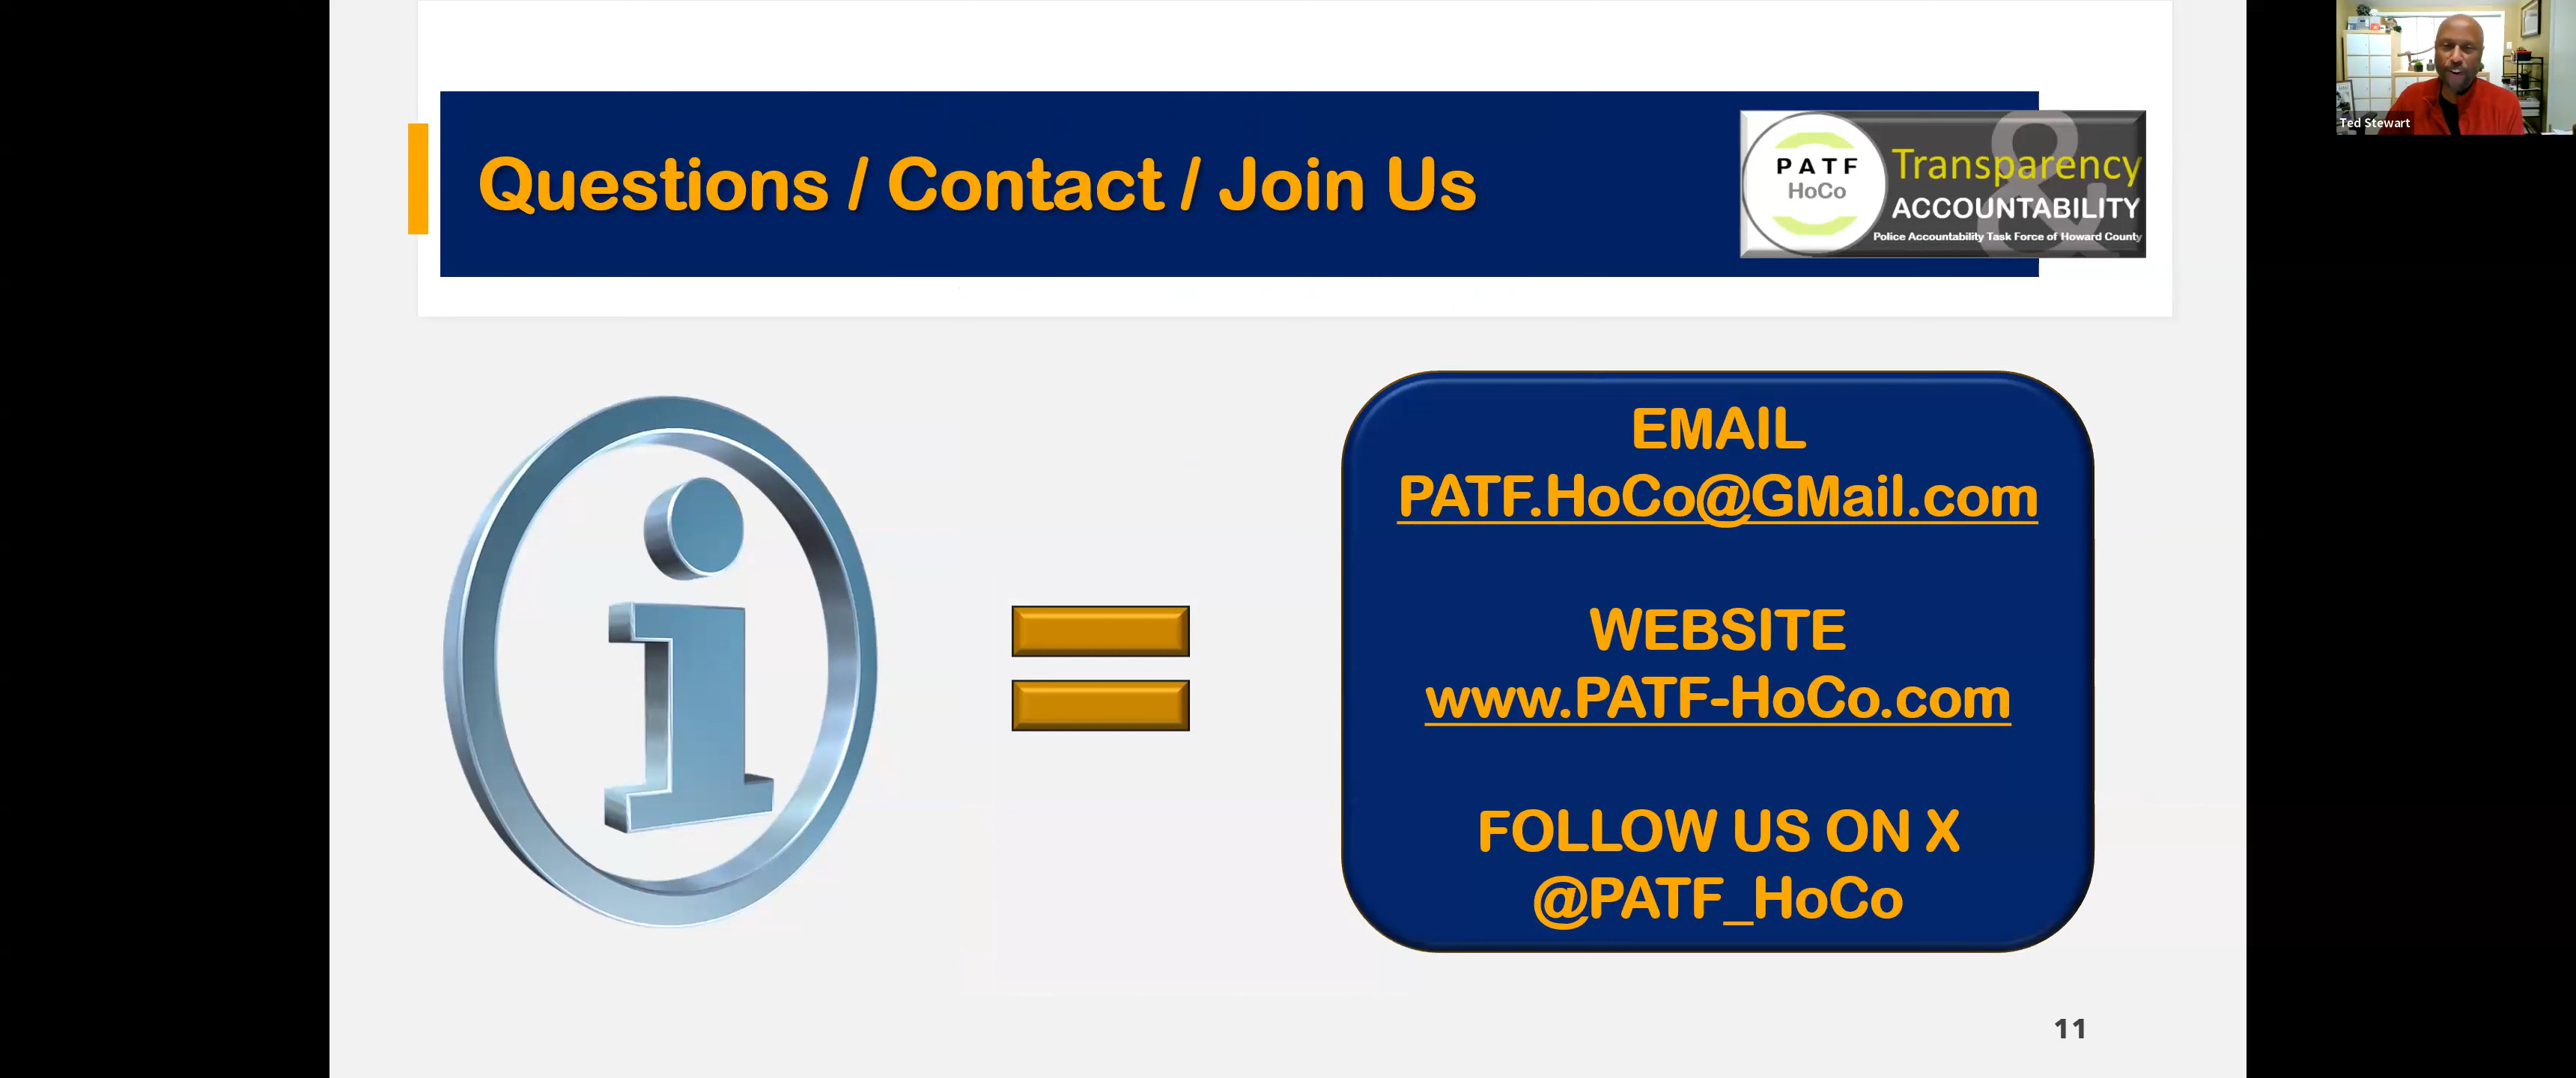 Questions / Contact / Join Us
PATF
HoCo
Transparency
&
ACCOUNTABILITY
Police Accountability Task Force of Howard County
Ted Stewart
i
EMAIL
PATF.HoCo@GMail.com
WEBSITE
www.PATF-HoCo.com
FOLLOW US ON X
@PATF_HoCo
11